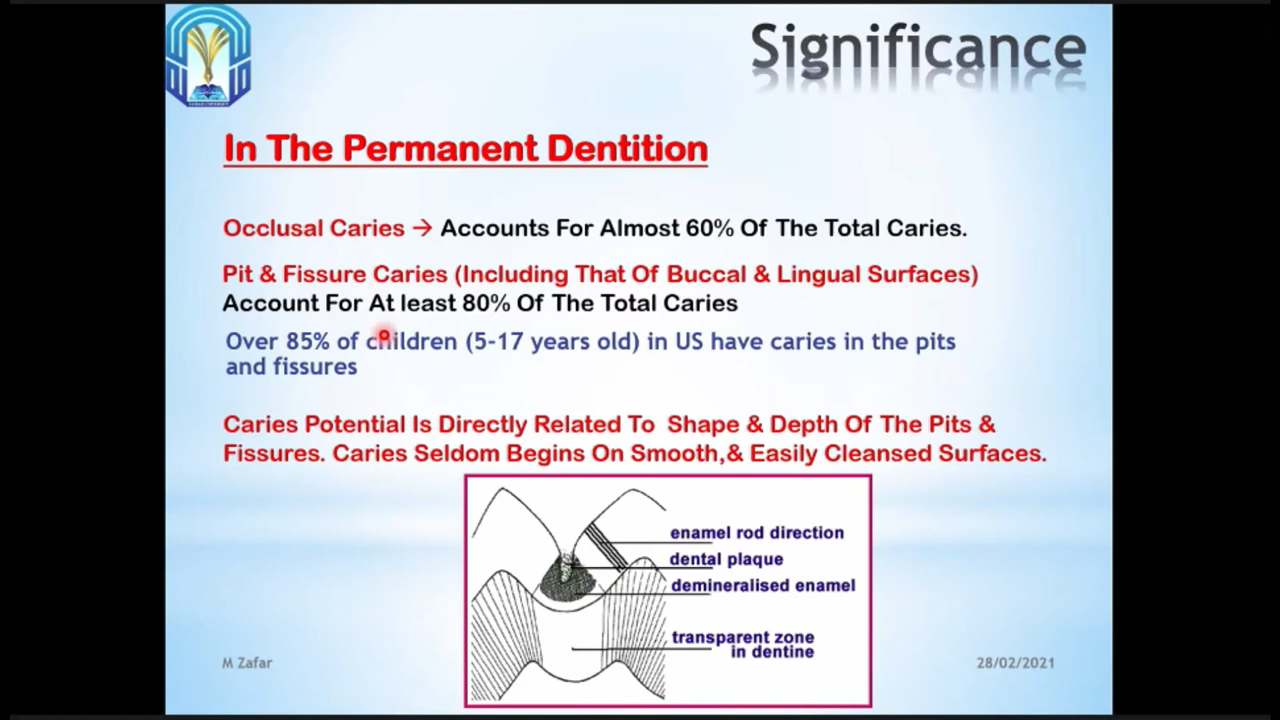 Significance
In The Permanent Dentition
Occlusal Caries → Accounts For Almost 60% Of The Total Caries.
Pit & Fissure Caries (Including That Of Buccal & Lingual Surfaces)
Account For At least 80% Of The Total Caries
Over 85% of children (5-17 years old) in US have caries in the pits
and fissures
Caries Potential Is Directly Related To Shape & Depth Of The Pits &
Fissures. Caries Seldom Begins On Smooth,& Easily Cleansed Surfaces.
enamel rod direction
dental plaque
demineralised enamel
transparent zone
in dentine
M Zafar
28/02/2021